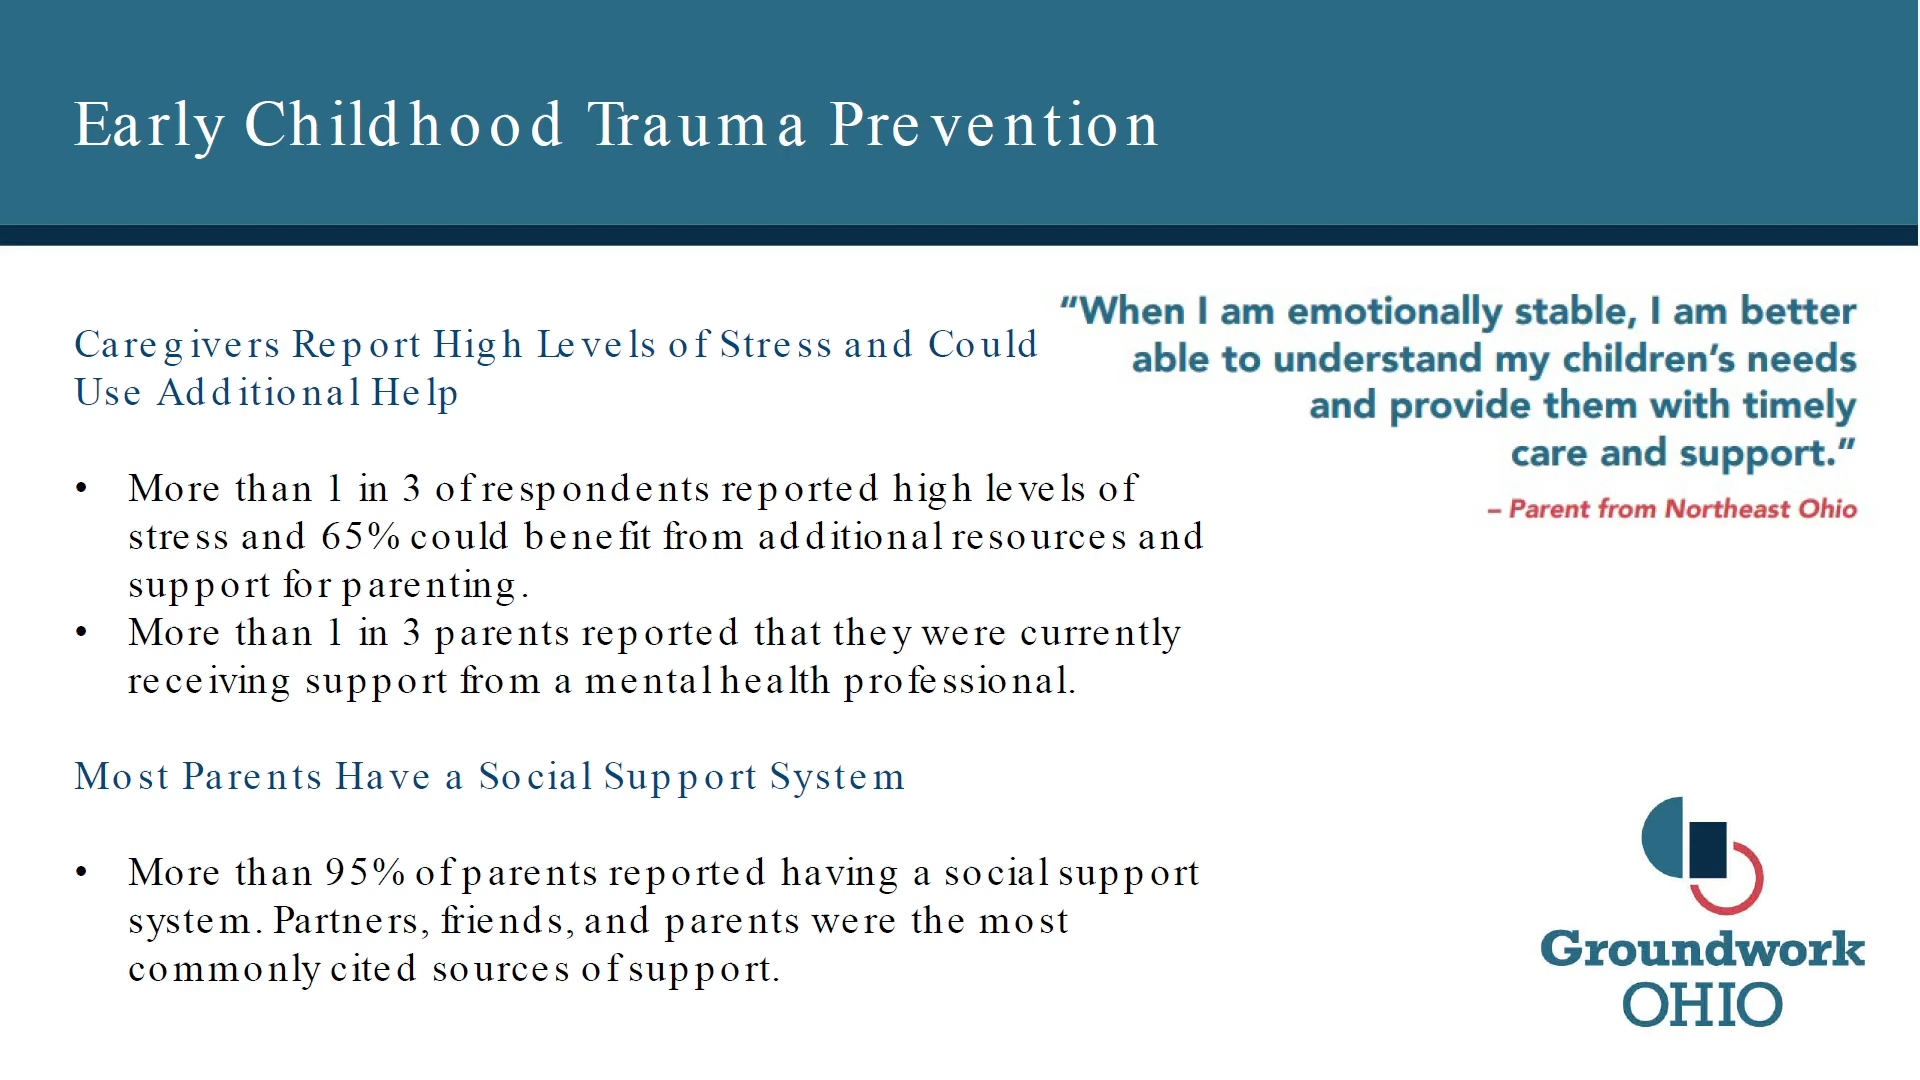 Early Childhood Trauma Prevention
Caregivers Report High Levels of Stress and Could
Use Additional Help
• More than 1 in 3 of respondents reported high levels of
stress and 65% could benefit from additional resources and
support for parenting.
• More than 1 in 3 parents reported that they were currently
receiving support from a mental health professional.
Most Parents Have a Social Support System
• More than 95% of parents reported having a social support
system. Partners, friends, and parents were the most
commonly cited sources of support.
“When I am emotionally stable, I am better
able to understand my children’s needs
and provide them with timely
care and support.”
– Parent from Northeast Ohio
Groundwork
OHIO